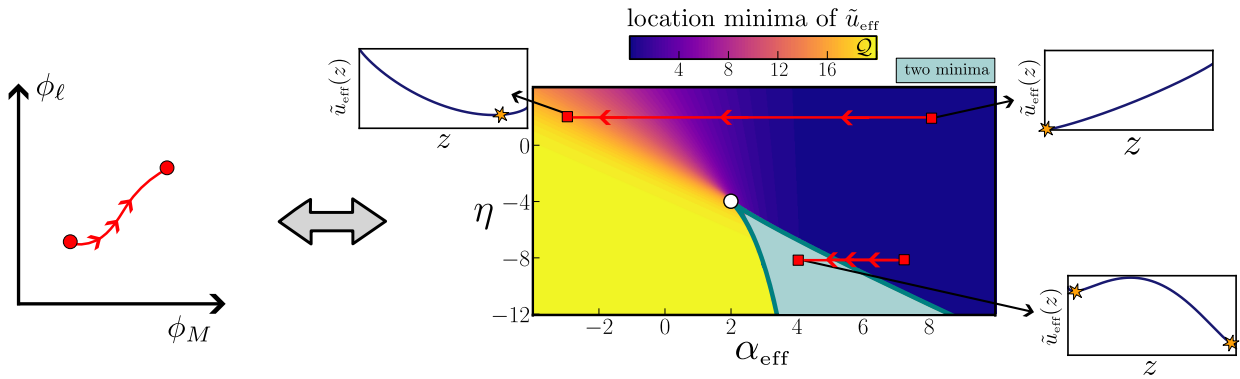 location minima of ũ_eff
𝒬
4 8 12 16
two minima
ϕ_ℓ
ϕ_M
ũ_eff(z)
z
ũ_eff(z)
z
η
0
−4
−8
−12
−2 0 2 4 6 8
α_eff
ũ_eff(z)
z